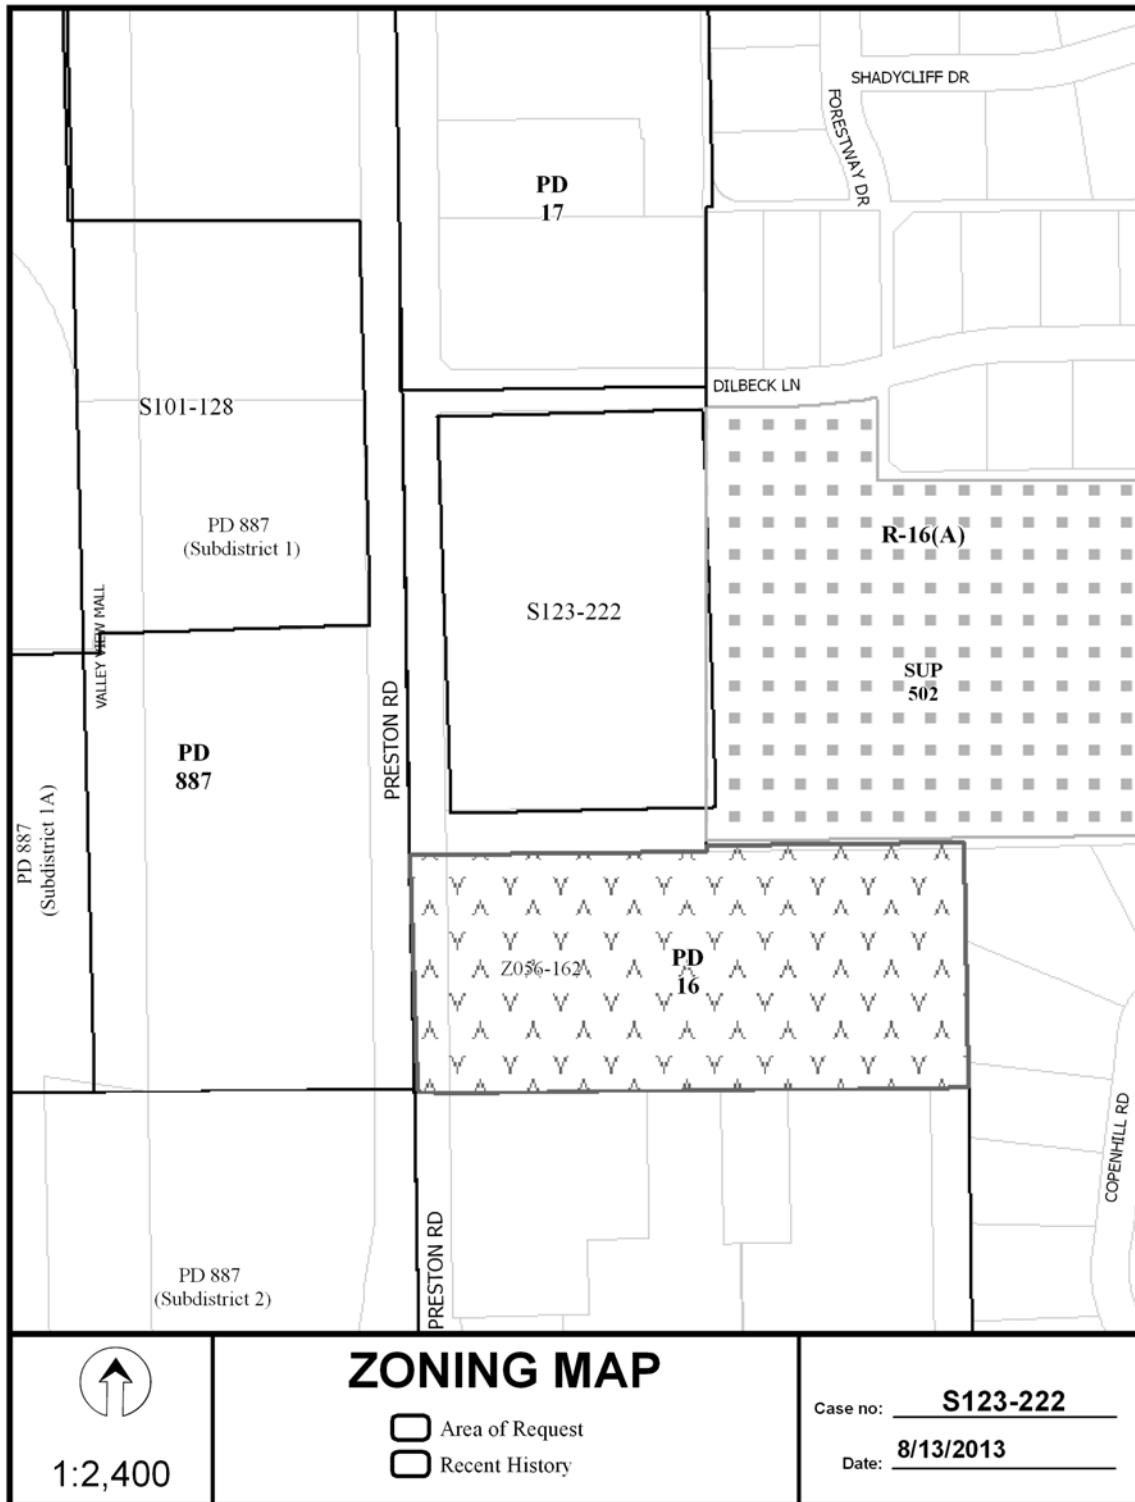 SHADYCLIFF DR
FORESTWAY DR
PD
17
DILBECK LN
S101-128
PD 887
(Subdistrict 1)
R-16(A)
S123-222
VALLEY VIEW MALL
SUP
502
PRESTON RD
PD
887
PD 887
(Subdistrict 1A)
Z056-162
PD
16
COPENHILL RD
PRESTON RD
PD 887
(Subdistrict 2)
1:2,400
ZONING MAP
Area of Request
Recent History
Case no: S123-222
Date: 8/13/2013